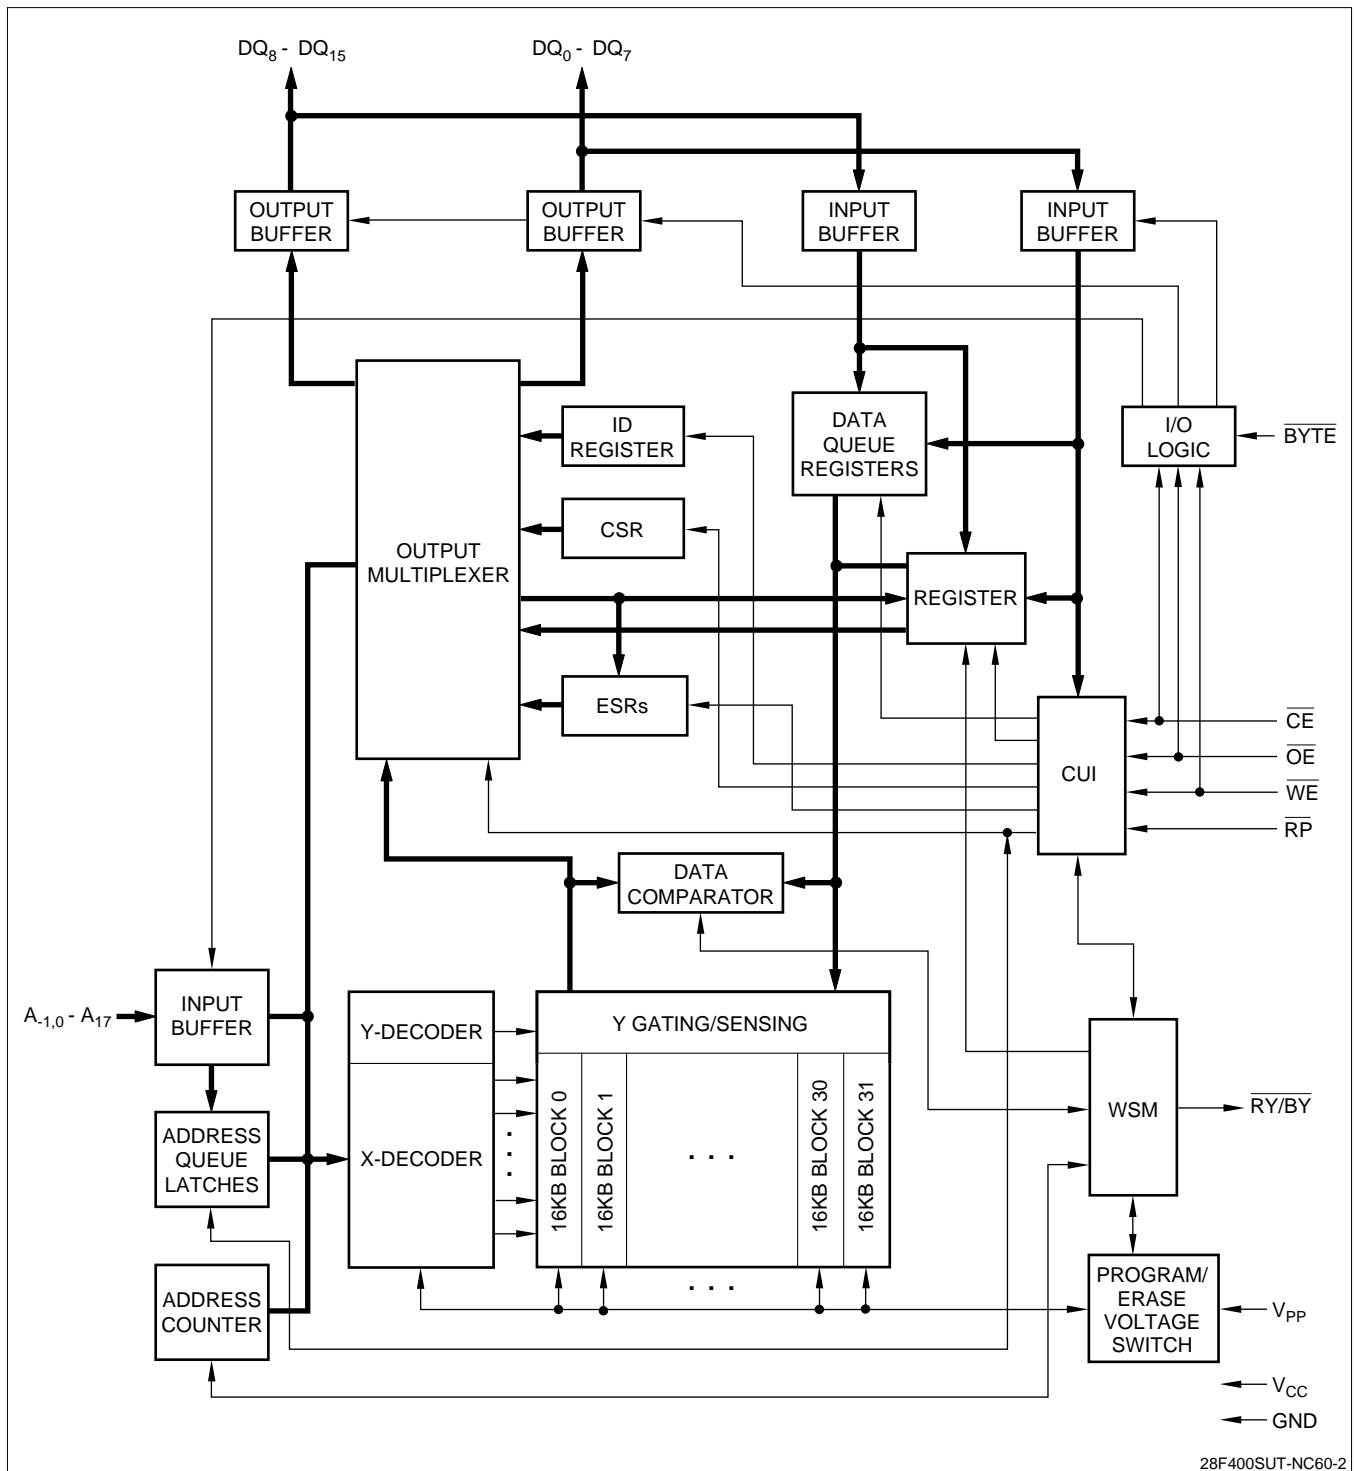 DQ8 - DQ15
DQ0 - DQ7
OUTPUT
BUFFER
OUTPUT
BUFFER
INPUT
BUFFER
INPUT
BUFFER
ID
REGISTER
DATA
QUEUE
REGISTERS
I/O
LOGIC
BYTE
CSR
OUTPUT
MULTIPLEXER
REGISTER
ESRs
CUI
CE
OE
WE
RP
DATA
COMPARATOR
A-1,0 - A17
INPUT
BUFFER
Y-DECODER
Y GATING/SENSING
ADDRESS
QUEUE
LATCHES
X-DECODER
16KB BLOCK 0
16KB BLOCK 1
. . .
16KB BLOCK 30
16KB BLOCK 31
WSM
RY/BY
. . .
ADDRESS
COUNTER
PROGRAM/
ERASE
VOLTAGE
SWITCH
VPP
VCC
GND
28F400SUT-NC60-2